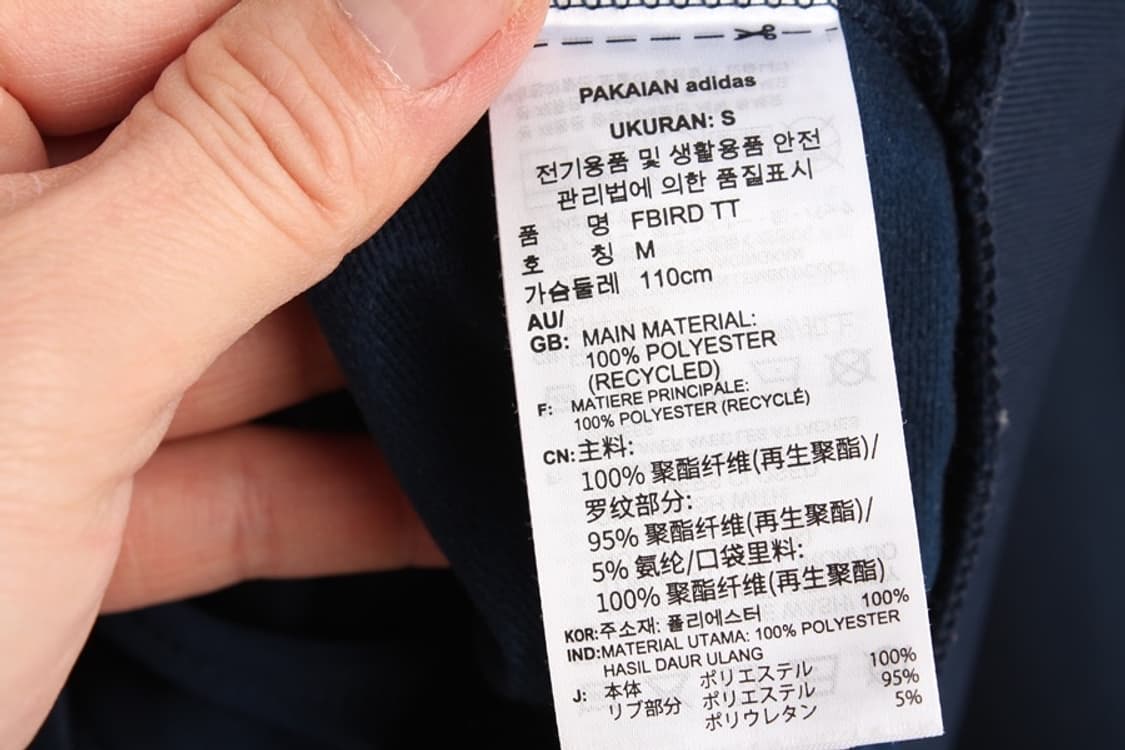 PAKAIAN adidas
UKURAN: S
전기용품 및 생활용품 안전
관리법에 의한 품질표시
품 명 FBIRD TT
호 칭 M
가슴둘레 110cm
AU/
GB: MAIN MATERIAL:
100% POLYESTER
(RECYCLED)
F: MATIERE PRINCIPALE:
100% POLYESTER (RECYCLÉ)
CN:主料:
100% 聚酯纤维(再生聚酯)/
罗纹部分:
95% 聚酯纤维(再生聚酯)/
5% 氨纶/口袋里料:
100% 聚酯纤维(再生聚酯)
KOR:주소재: 폴리에스터 100%
IND:MATERIAL UTAMA: 100% POLYESTER
HASIL DAUR ULANG
J: 本体 ポリエステル 100%
リブ部分 ポリエステル 95%
ポリウレタン 5%